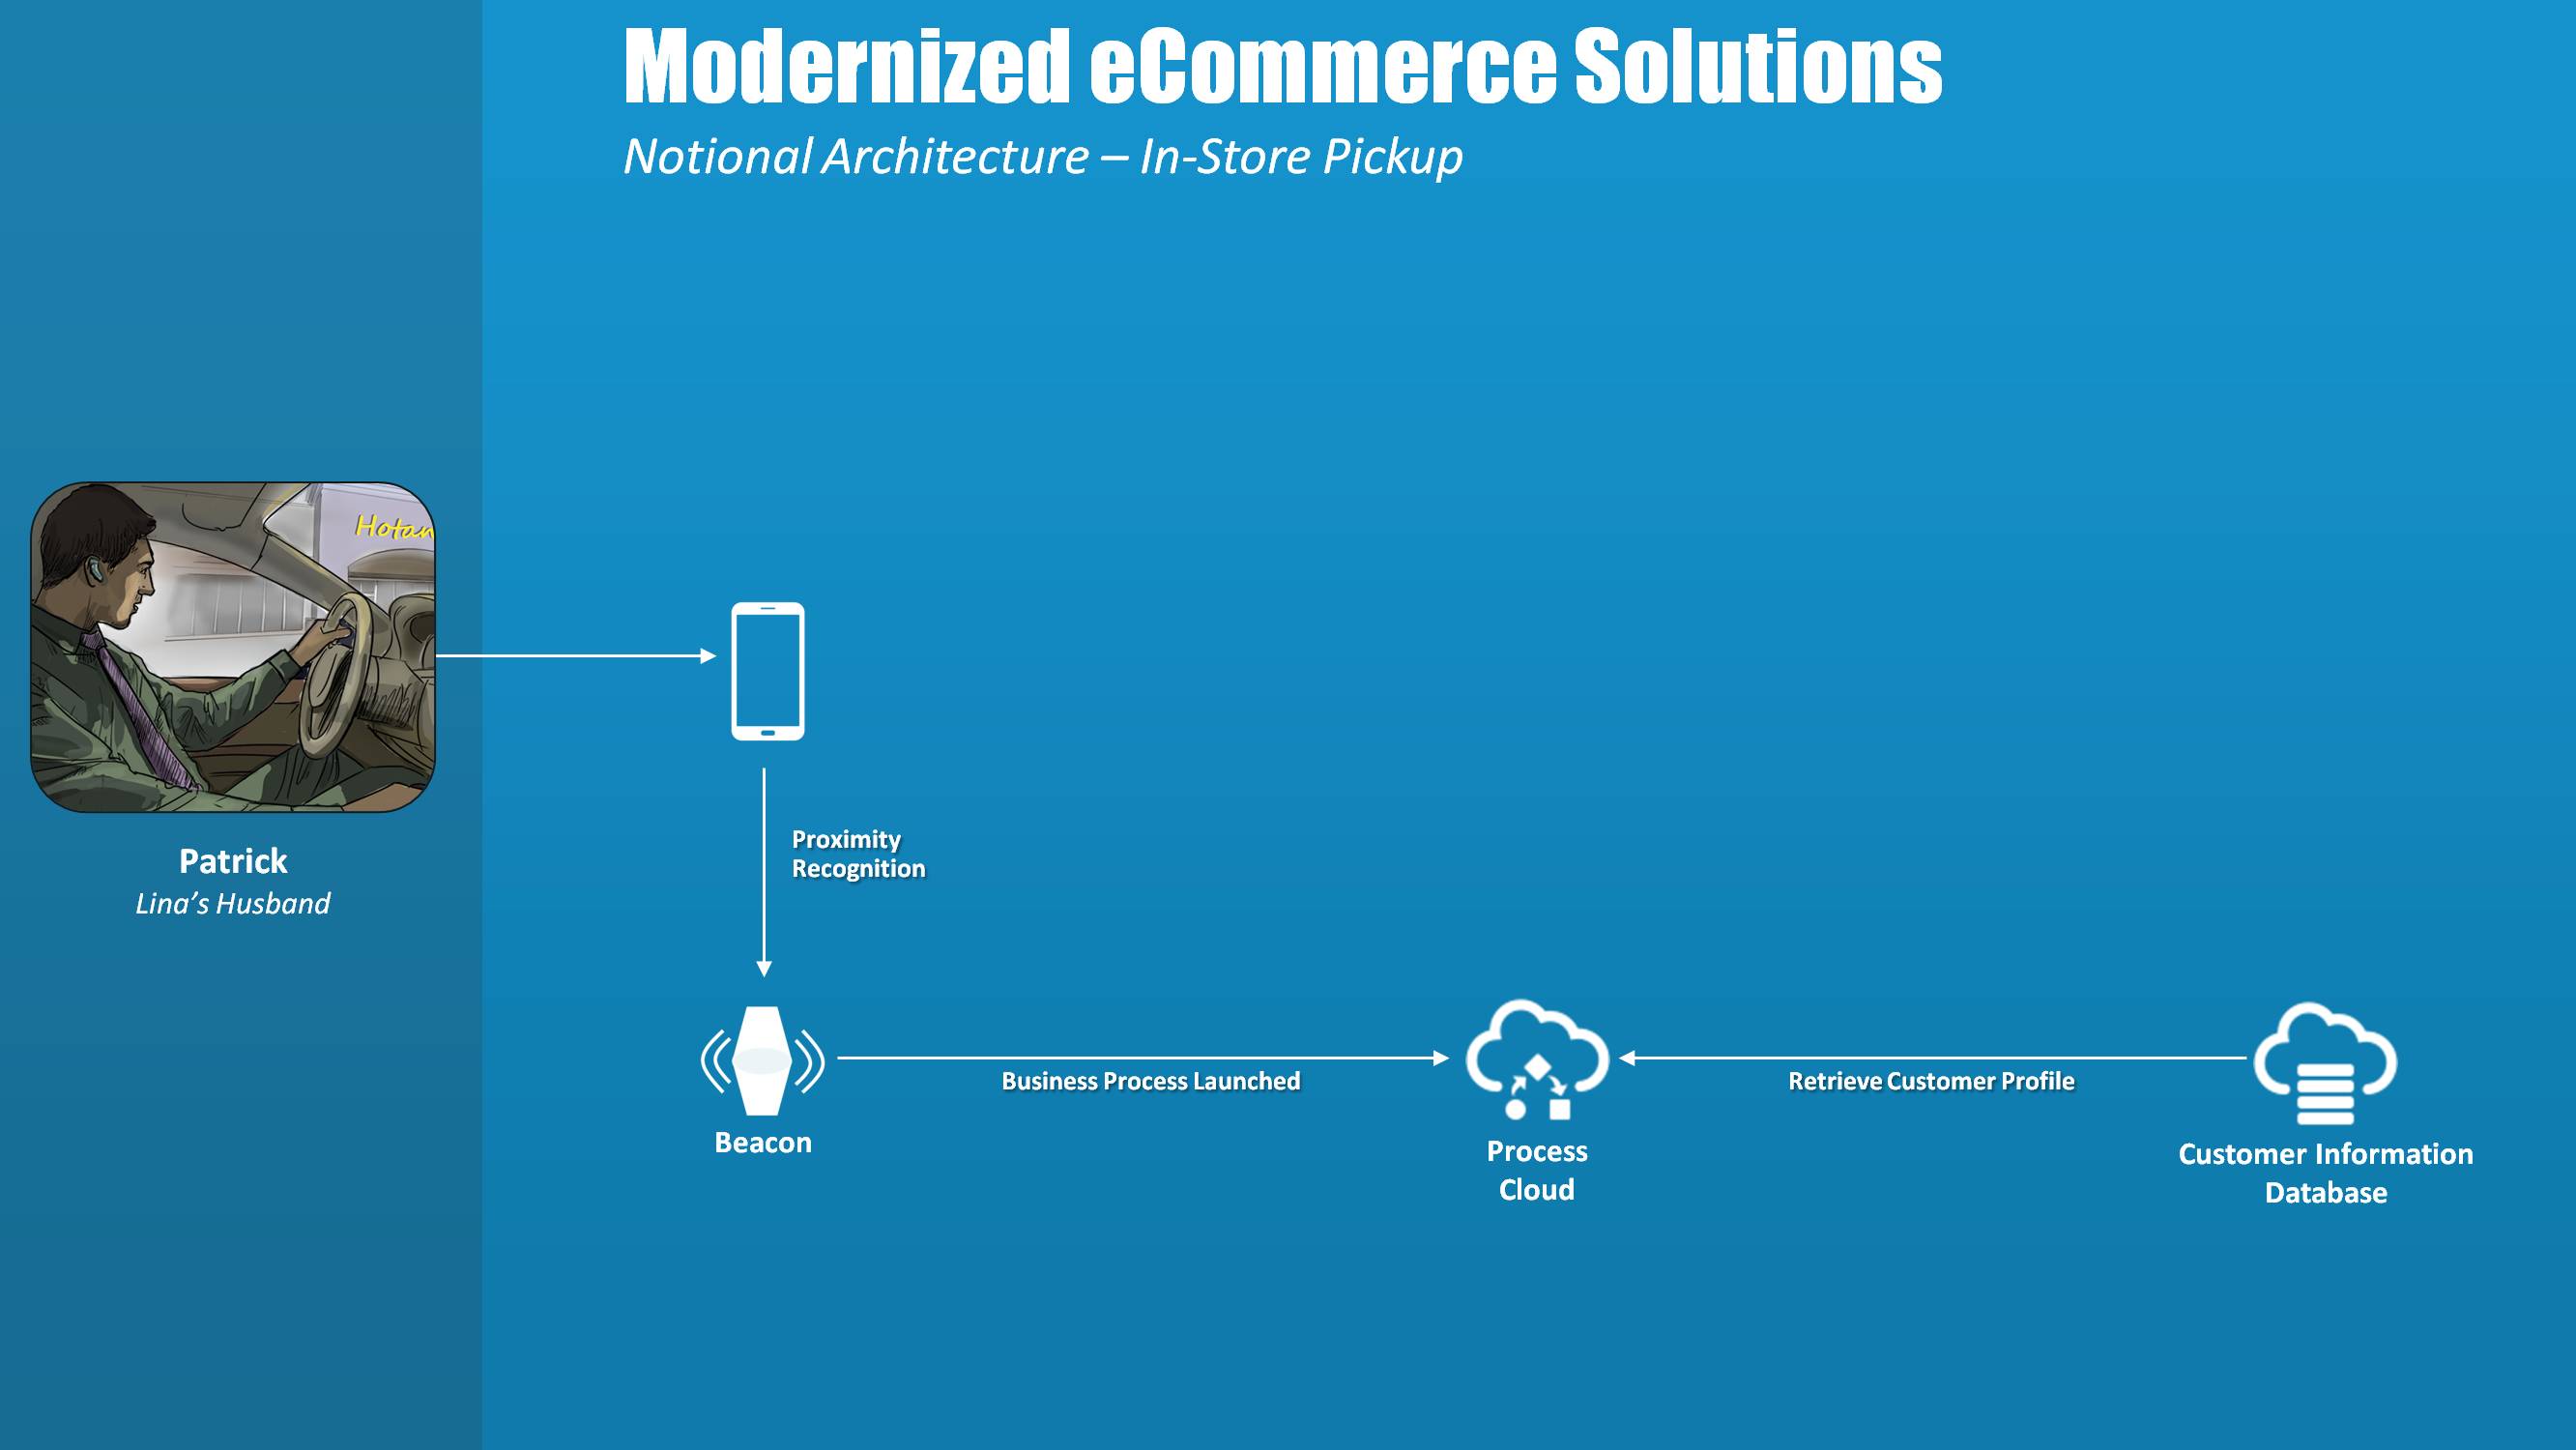 Modernized eCommerce Solutions
Notional Architecture – In-Store Pickup
Patrick
Lina's Husband
Proximity
Recognition
Beacon
Business Process Launched
Process
Cloud
Retrieve Customer Profile
Customer Information
Database